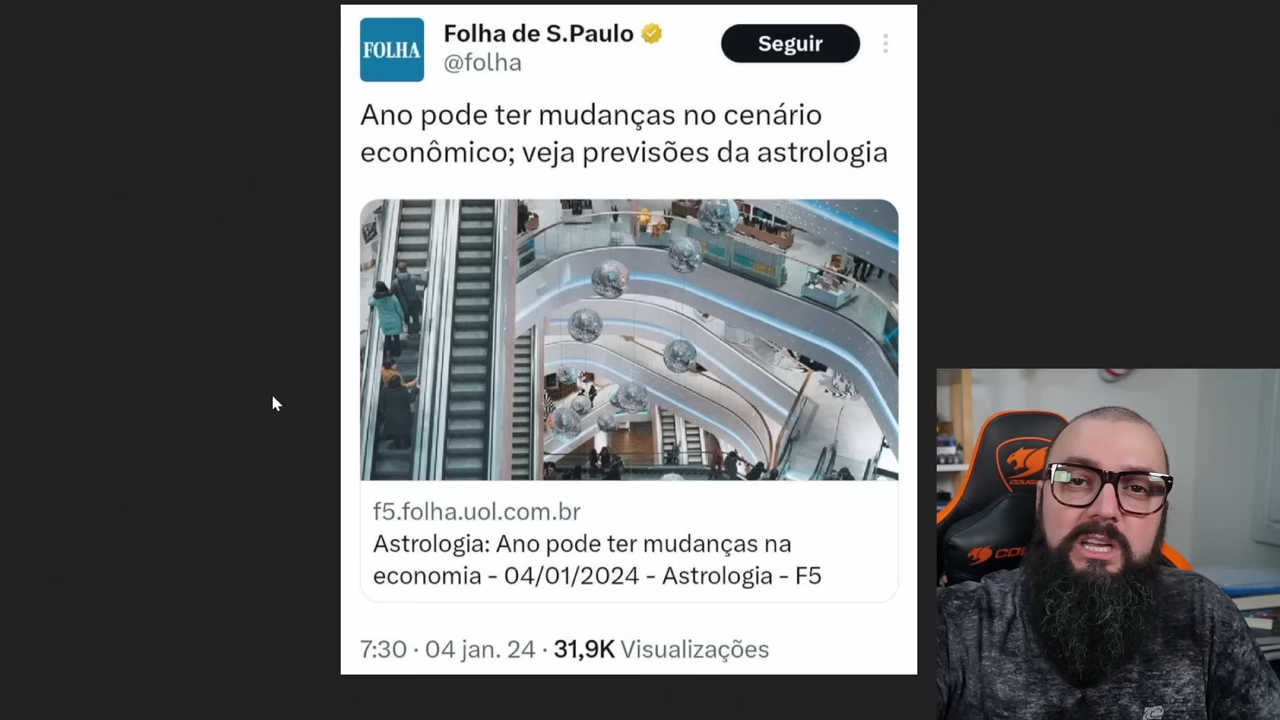 FOLHA
Folha de S.Paulo
@folha
Seguir
Ano pode ter mudanças no cenário
econômico; veja previsões da astrologia
f5.folha.uol.com.br
Astrologia: Ano pode ter mudanças na
economia - 04/01/2024 - Astrologia - F5
7:30 · 04 jan. 24 · 31,9K Visualizações